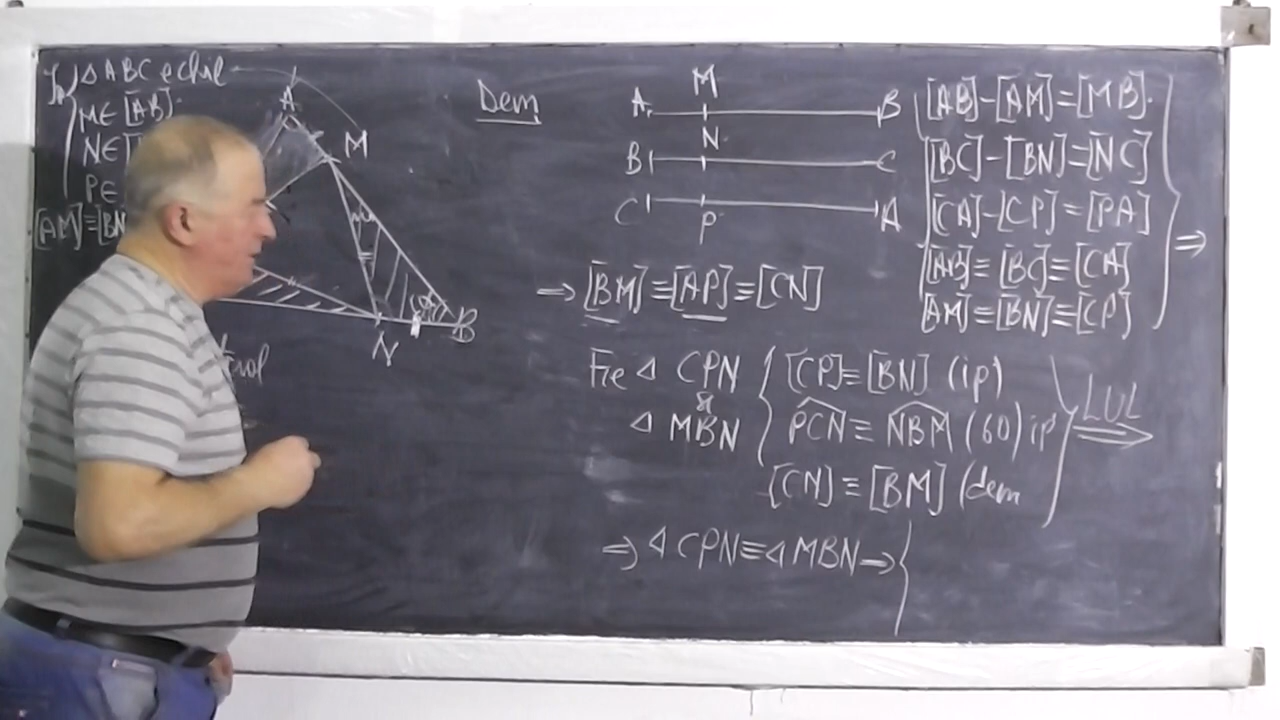 Ip △ABC echil
M∈[AB]
N∈[
P∈
[AM]≡[BN
A
M
N
B
Dem
A M B
B N C
C P A
[AB]-[AM]=[MB]
[BC]-[BN]=[NC]
[CA]-[CP]=[PA]
[AB]≡[BC]≡[CA]
[AM]≡[BN]≡[CP]
⇒
⇒ [BM]≡[AP]≡[CN]
Fie △ CPN
&
△ MBN
[CP]≡[BN] (ip)
PCN≡NBM (60) ip
[CN]≡[BM] (dem
LUL
⇒
⇒ △CPN≡△MBN⇒